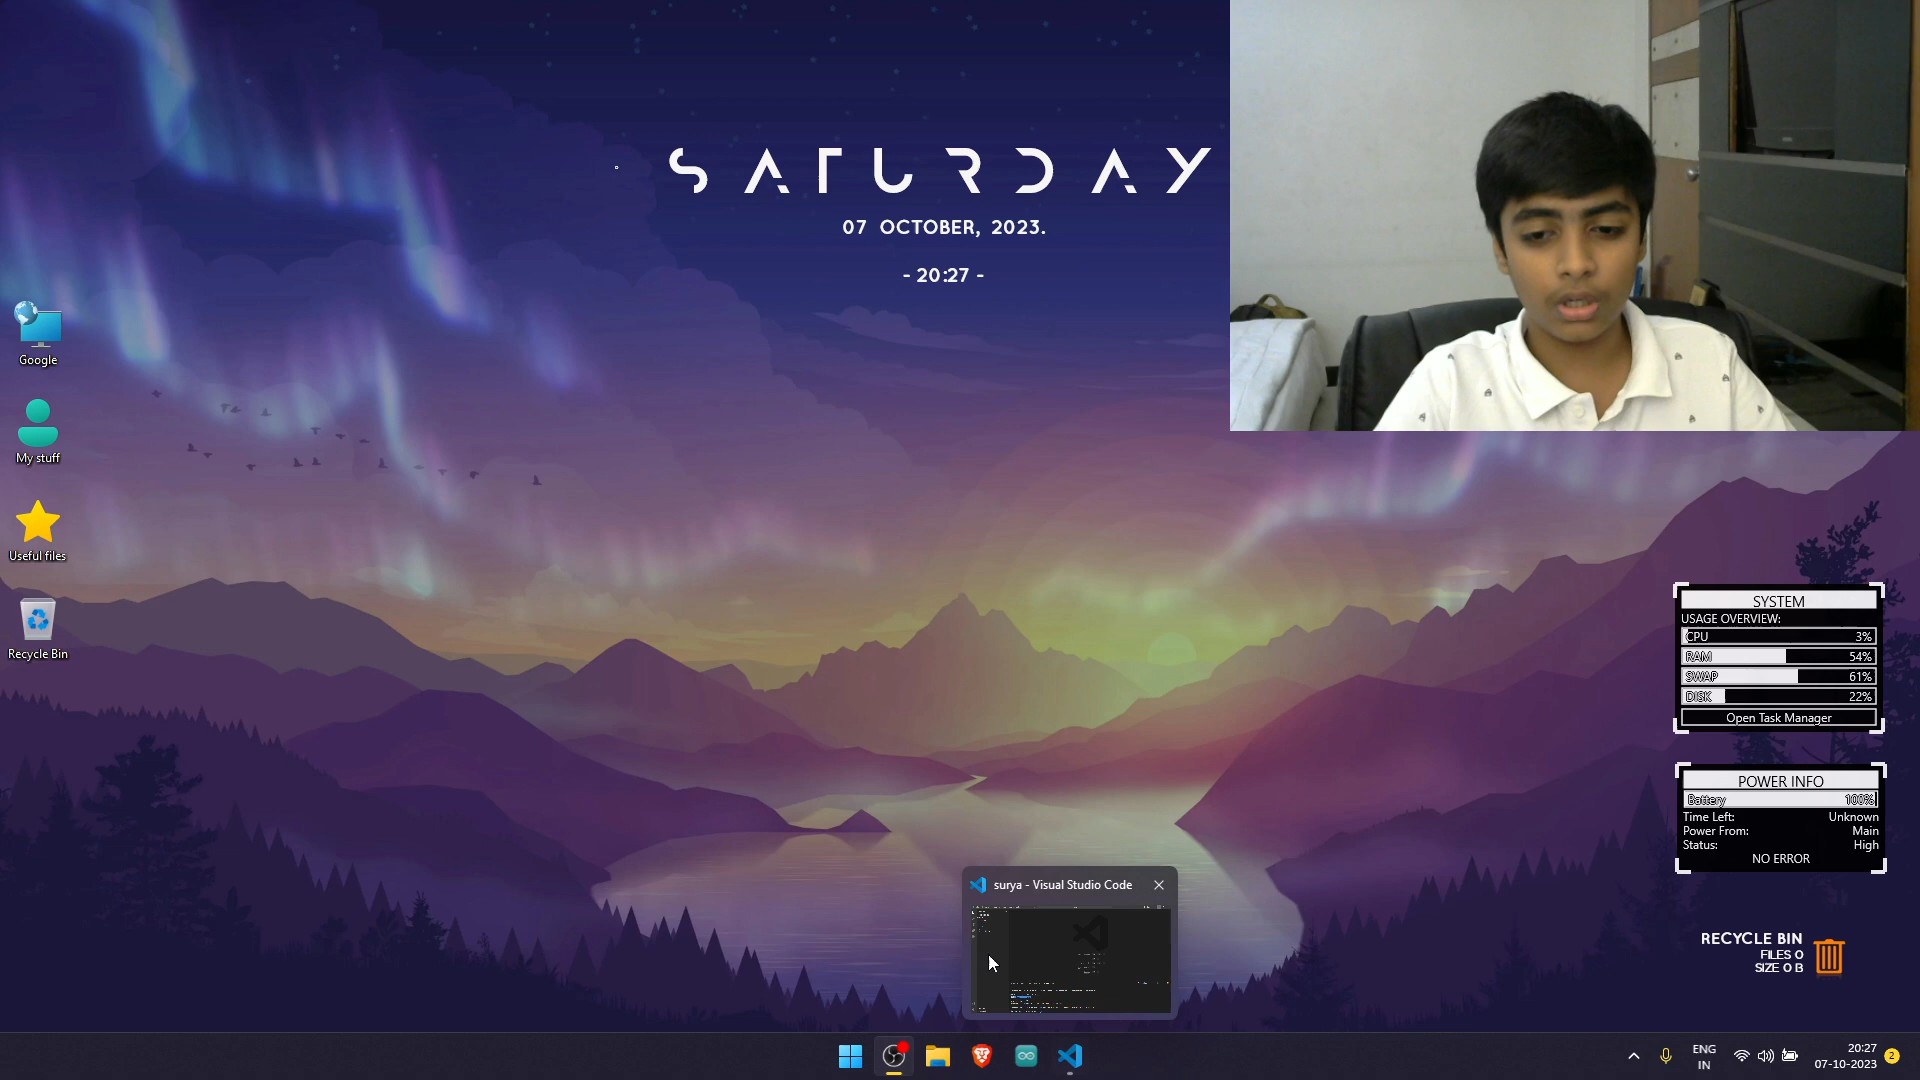 SATURDAY
07 OCTOBER, 2023.
- 20:27 -
Google
My stuff
Useful files
Recycle Bin
SYSTEM
USAGE OVERVIEW:
CPU 3%
RAM 54%
SWAP 61%
DISK 22%
Open Task Manager
POWER INFO
Battery 100%
Time Left: Unknown
Power From: Main
Status: High
NO ERROR
surya - Visual Studio Code
RECYCLE BIN
FILES 0
SIZE 0 B
ENG
IN
20:27
07-10-2023
2